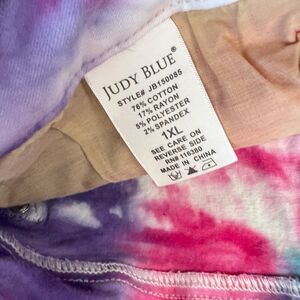 JUDY BLUE®
STYLE# JB150085
76% COTTON
17% RAYON
5% POLYESTER
2% SPANDEX
1XL
SEE CARE ON
REVERSE SIDE
RN# 116380
MADE IN CHINA